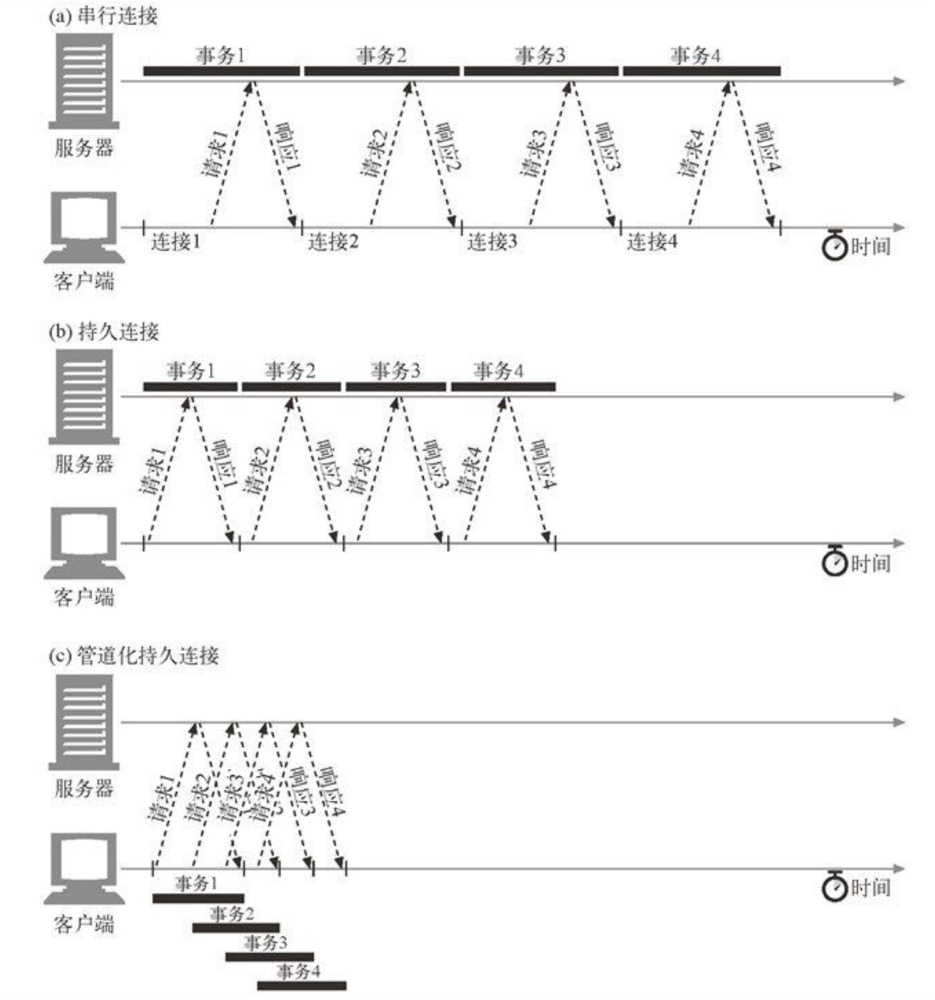 (a) 串行连接
事务1 事务2 事务3 事务4
请求1 响应1 请求2 响应2 请求3 响应3 请求4 响应4
服务器
连接1 连接2 连接3 连接4
时间
客户端
(b) 持久连接
事务1 事务2 事务3 事务4
请求1 响应1 请求2 响应2 请求3 响应3 请求4 响应4
服务器
时间
客户端
(c) 管道化持久连接
服务器
请求1 请求2 请求3 请求4 响应3 响应4
时间
事务1
客户端
事务2
事务3
事务4